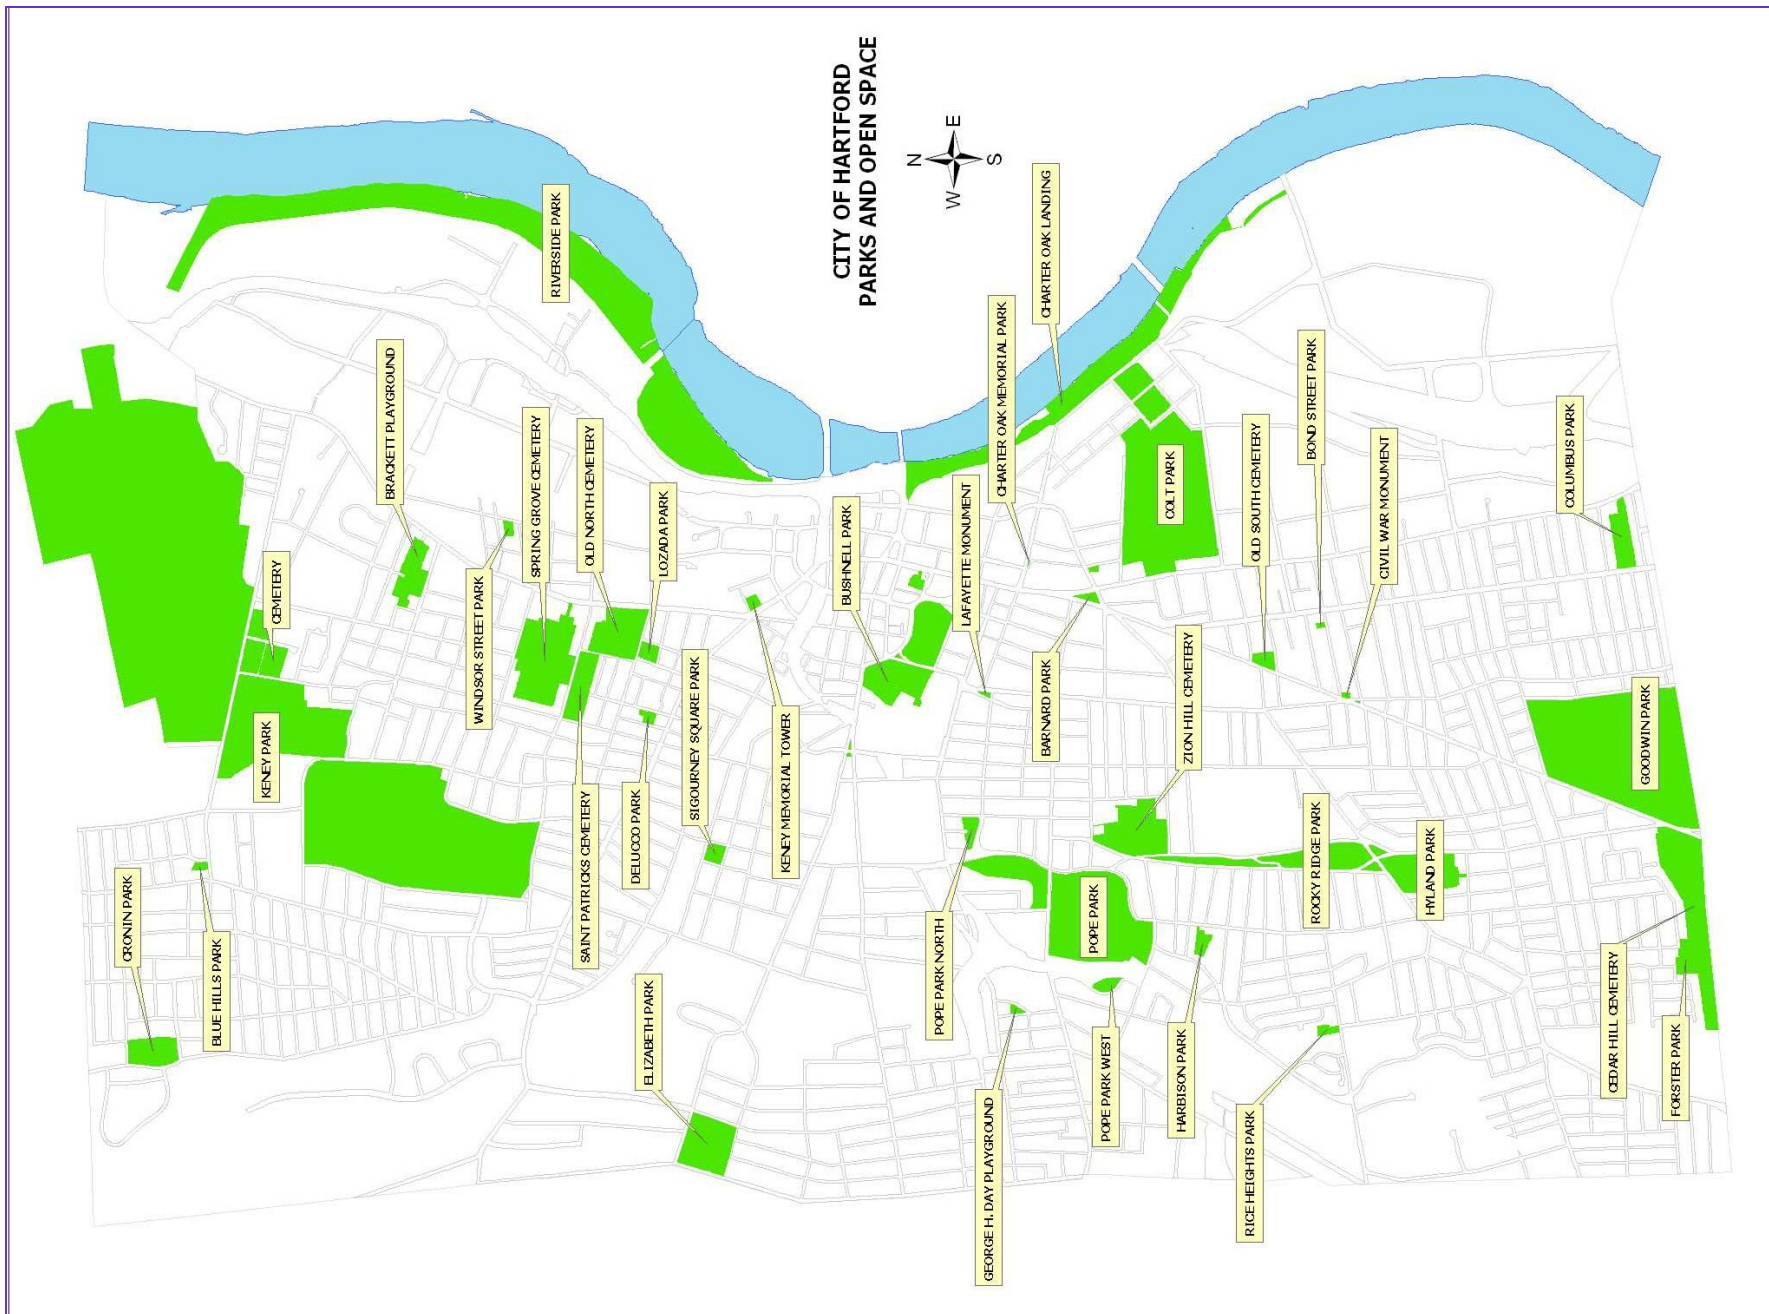 CITY OF HARTFORD
PARKS AND OPEN SPACE
N
E
S
W
RIVERSIDE PARK
CHARTER OAK LANDING
CHARTER OAK MEMORIAL PARK
BRACKETT PLAYGROUND
BOND STREET PARK
CIVIL WAR MONUMENT
COLUMBUS PARK
SPRING GROVE CEMETERY
OLD NORTH CEMETERY
LOZADA PARK
BUSHNELL PARK
LAFAYETTE MONUMENT
COLT PARK
OLD SOUTH CEMETERY
CEMETERY
WINDSOR STREET PARK
KENEY PARK
SIGOURNEY SQUARE PARK
KENEY MEMORIAL TOWER
BARNARD PARK
ZION HILL CEMETERY
GOODWIN PARK
SAINT PATRICKS CEMETERY
DELUCCO PARK
ROCKY RIDGE PARK
HYLAND PARK
CRONIN PARK
BLUE HILLS PARK
POPE PARK NORTH
POPE PARK
ELIZABETH PARK
POPE PARK WEST
HARBISON PARK
CEDAR HILL CEMETERY
FORSTER PARK
GEORGE H. DAY PLAYGROUND
RICE HEIGHTS PARK